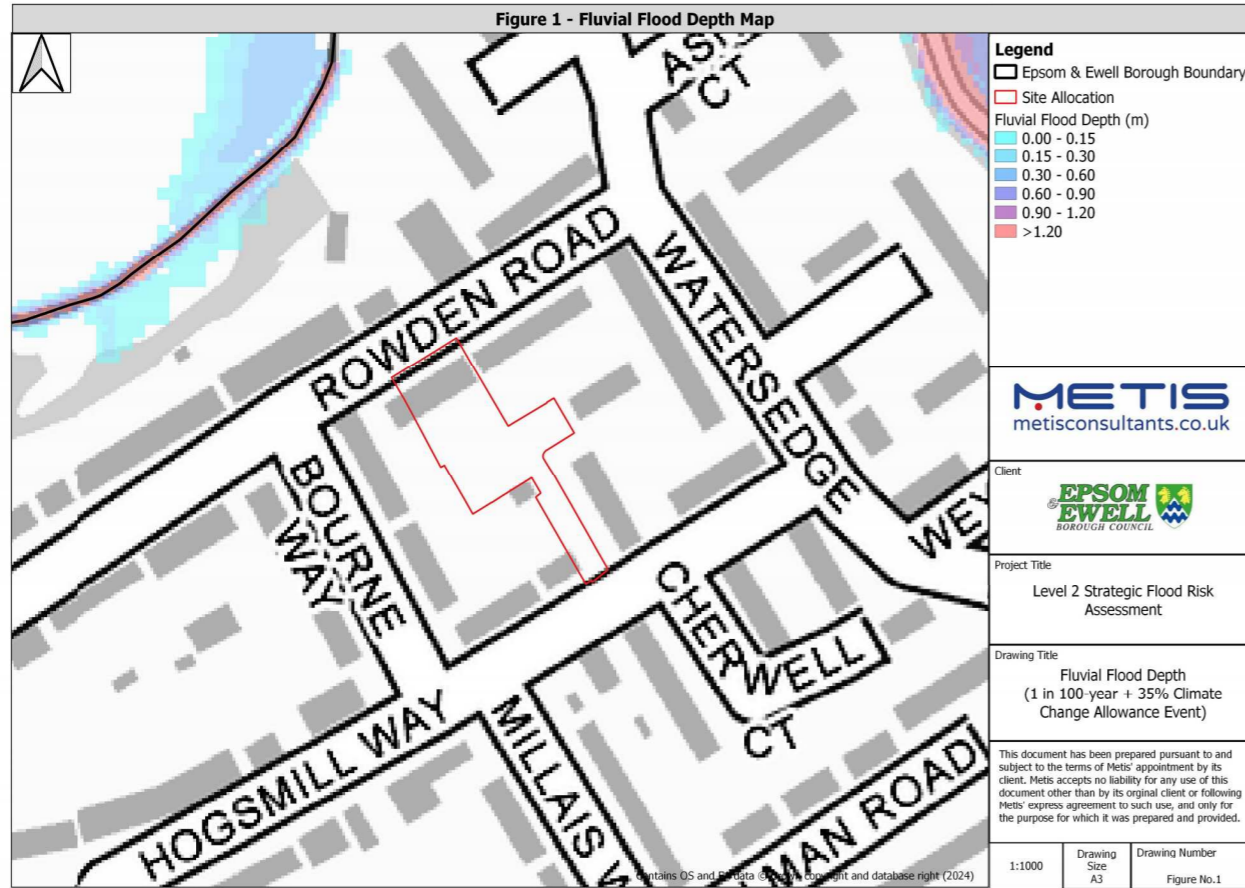 Figure 1 - Fluvial Flood Depth Map
ROWDEN ROAD
WATERSEDGE
BOURNE
WAY
CHERWELL
CT
HOGSMILL WAY
MILLAIS W
MAN ROAD
CT
WEY
Contains OS and EA data © Crown copyright and database right (2024)
Legend
Epsom & Ewell Borough Boundary
Site Allocation
Fluvial Flood Depth (m)
0.00 - 0.15
0.15 - 0.30
0.30 - 0.60
0.60 - 0.90
0.90 - 1.20
>1.20
METIS
metisconsultants.co.uk
Client
EPSOM
& EWELL
BOROUGH COUNCIL
Project Title
Level 2 Strategic Flood Risk
Assessment
Drawing Title
Fluvial Flood Depth
(1 in 100-year + 35% Climate
Change Allowance Event)
This document has been prepared pursuant to and
subject to the terms of Metis' appointment by its
client. Metis accepts no liability for any use of this
document other than by its orginal client or following
Metis' express agreement to such use, and only for
the purpose for which it was prepared and provided.
1:1000
Drawing
Size
A3
Drawing Number
Figure No.1